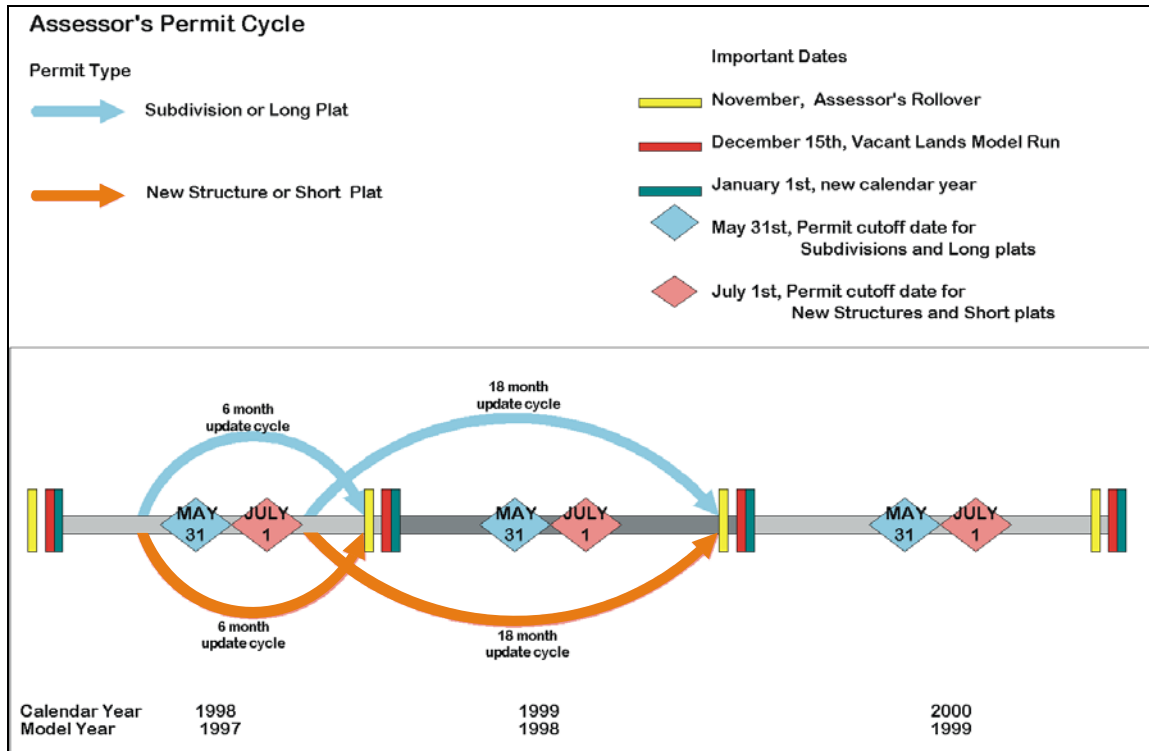 Assessor's Permit Cycle
Permit Type
Subdivision or Long Plat
New Structure or Short Plat
Important Dates
November, Assessor's Rollover
December 15th, Vacant Lands Model Run
January 1st, new calendar year
May 31st, Permit cutoff date for
Subdivisions and Long plats
July 1st, Permit cutoff date for
New Structures and Short plats
6 month
update cycle
18 month
update cycle
MAY
31
JULY
1
MAY
31
JULY
1
MAY
31
JULY
1
6 month
update cycle
18 month
update cycle
Calendar Year 1998 1999 2000
Model Year 1997 1998 1999